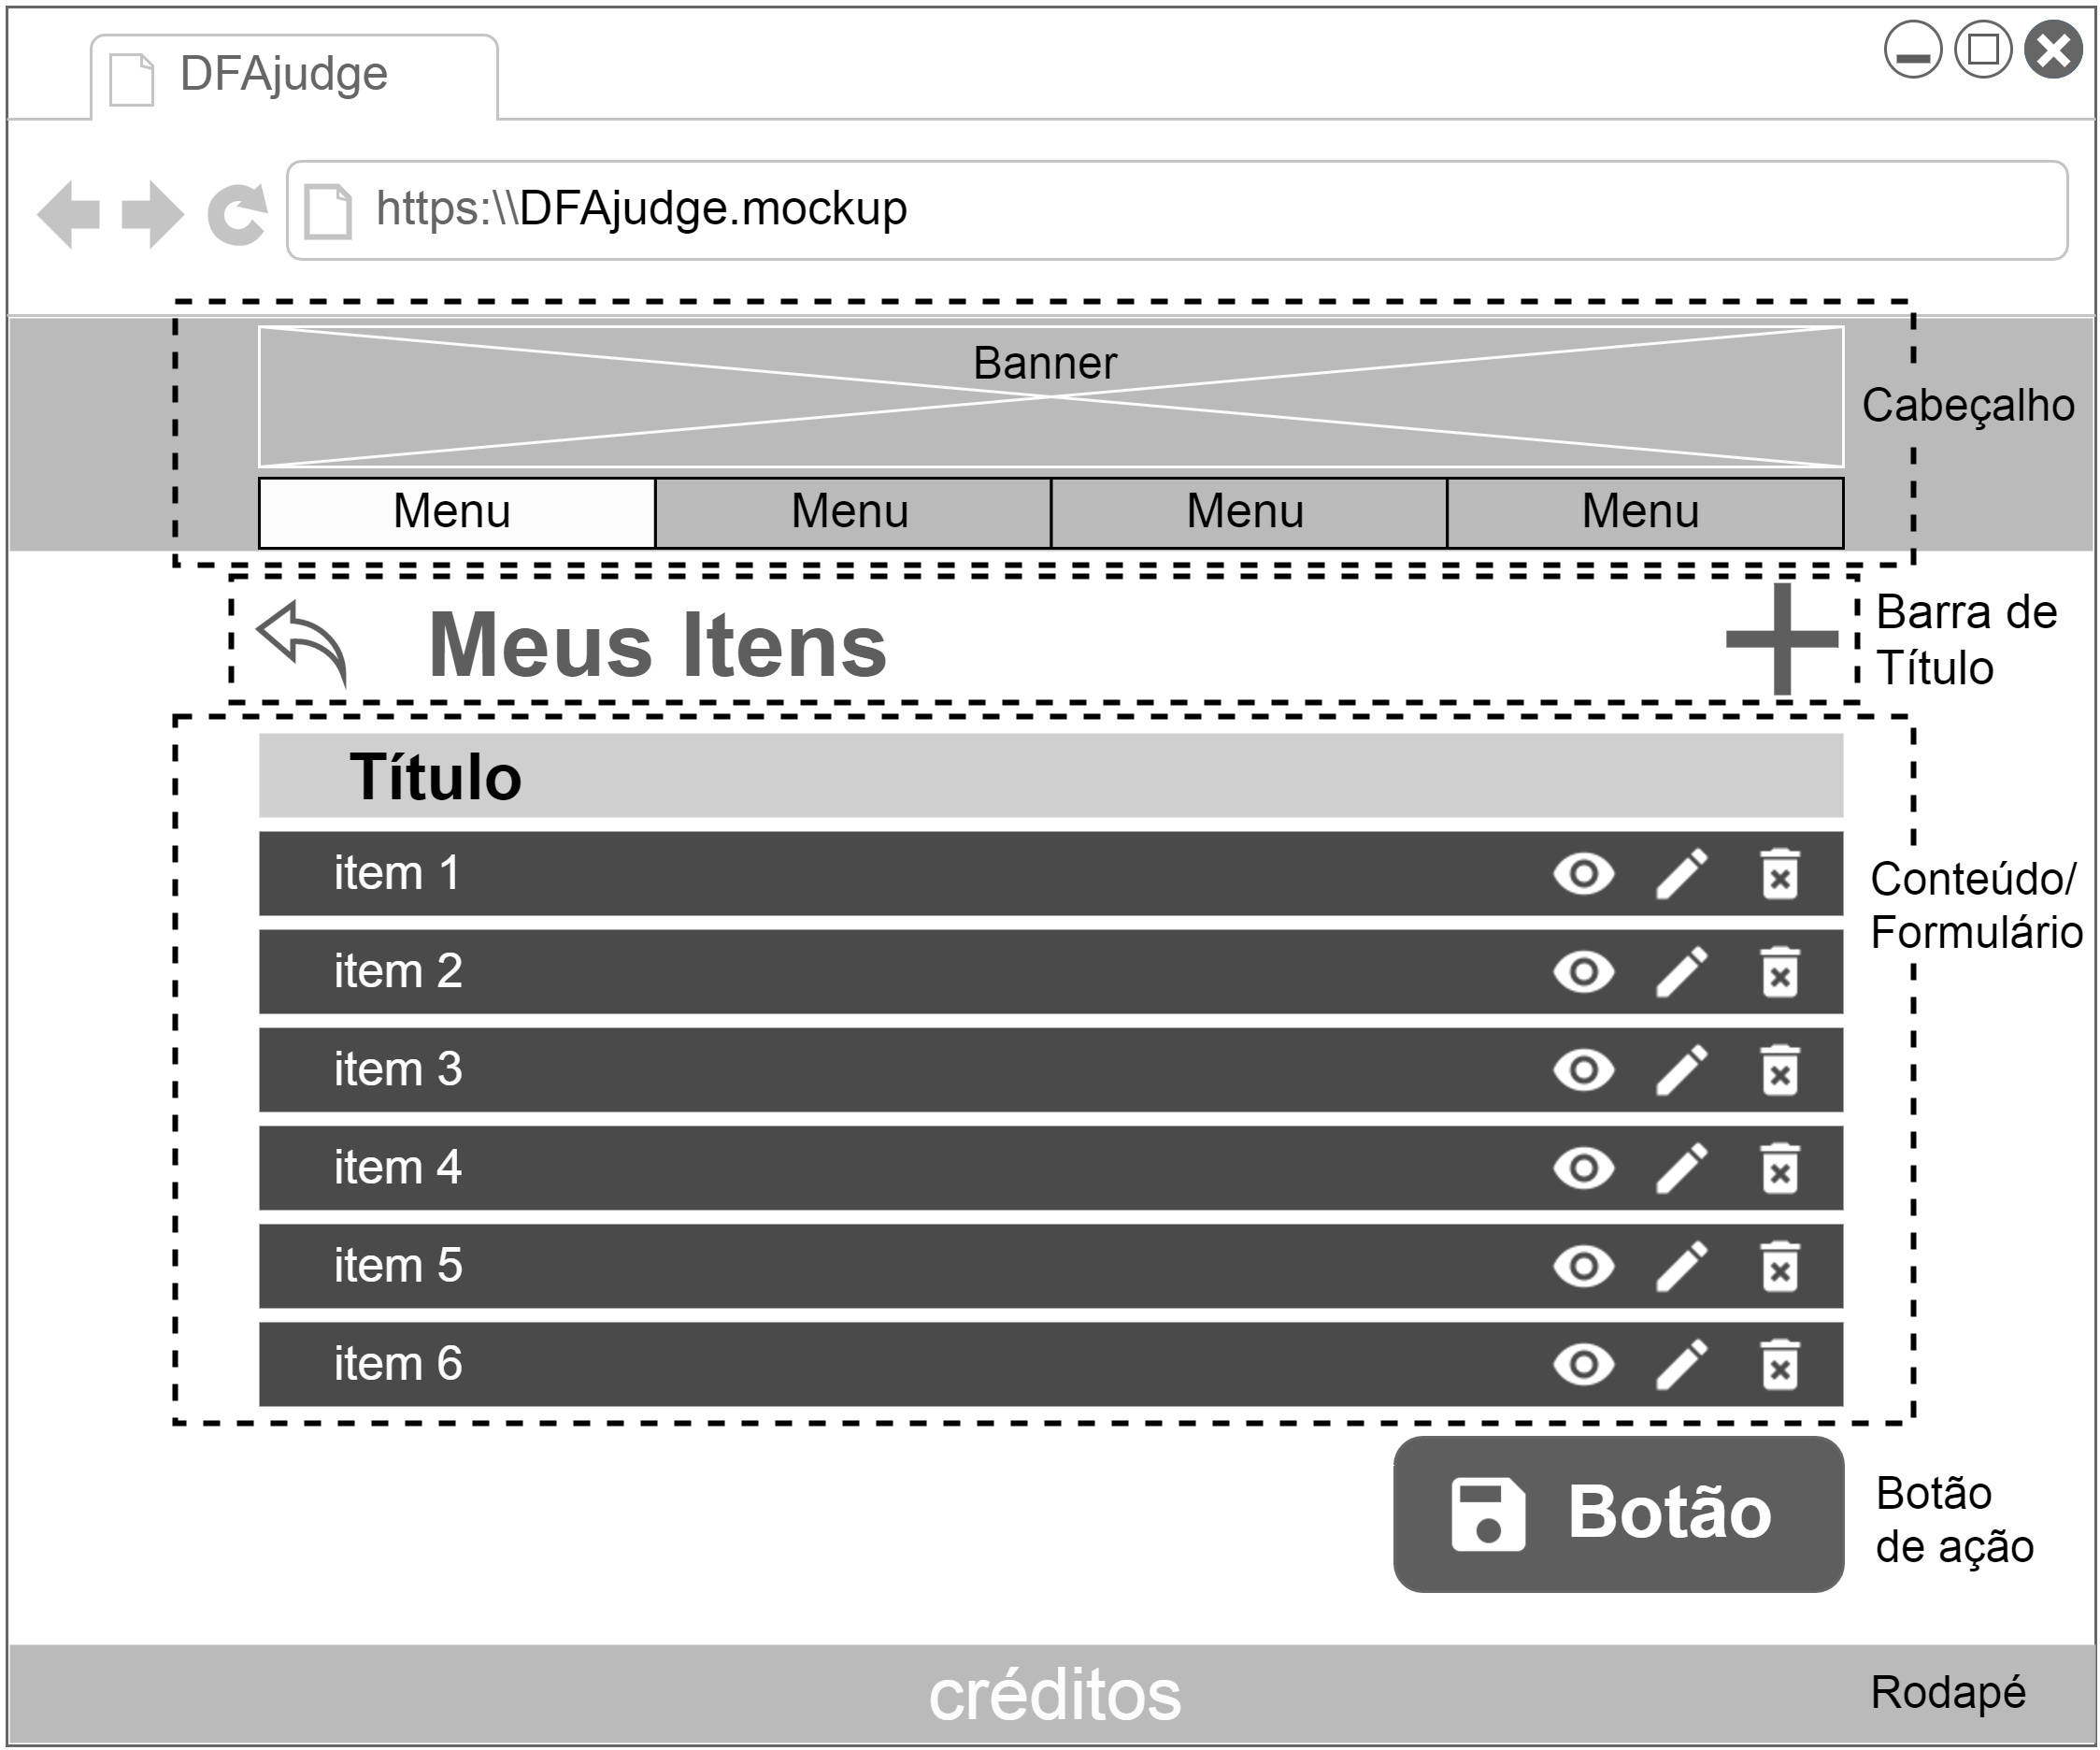 DFAjudge
https:\\DFAjudge.mockup
Banner
Cabeçalho
Menu Menu Menu Menu
Meus Itens
Barra de
Título
Título
item 1
Conteúdo/
Formulário
item 2
item 3
item 4
item 5
item 6
Botão
Botão
de ação
créditos
Rodapé